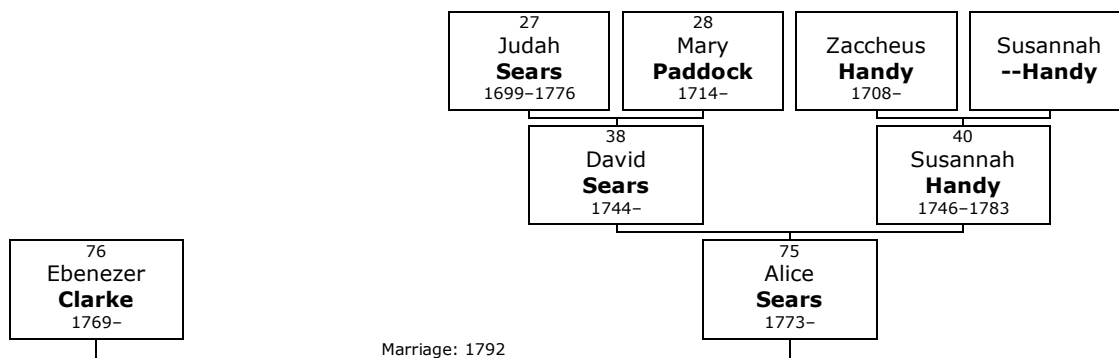 27
Judah
Sears
1699–1776
28
Mary
Paddock
1714–
Zaccheus
Handy
1708–
Susannah
--Handy
38
David
Sears
1744–
40
Susannah
Handy
1746–1783
76
Ebenezer
Clarke
1769–
75
Alice
Sears
1773–
Marriage: 1792